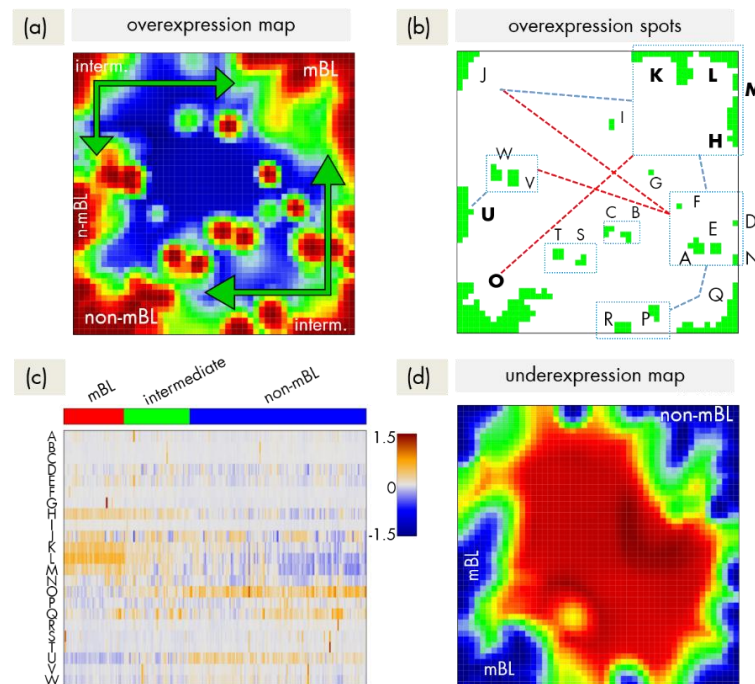 (a) overexpression map
interm.
mBL
n-mBL
non-mBL
interm.
(b) overexpression spots
J
K
L
M
I
H
W
V
G
U
F
C
B
D
E
T
S
A
N
O
Q
R
P
(c)
mBL
intermediate
non-mBL
A
B
C
D
E
F
G
H
I
J
K
L
M
N
O
P
Q
R
S
T
U
V
W
1.5
0
-1.5
(d) underexpression map
non-mBL
mBL
mBL